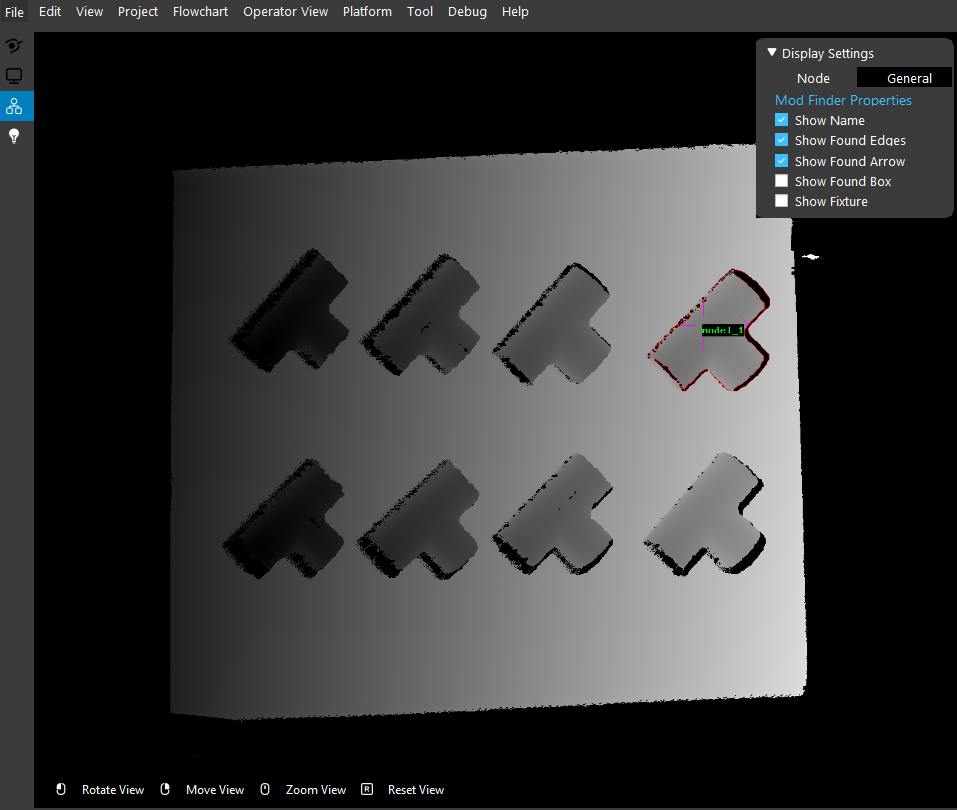 File Edit View Project Flowchart Operator View Platform Tool Debug Help
Display Settings
Node General
Mod Finder Properties
Show Name
Show Found Edges
Show Found Arrow
Show Found Box
Show Fixture
model_1
Rotate View Move View Zoom View R Reset View